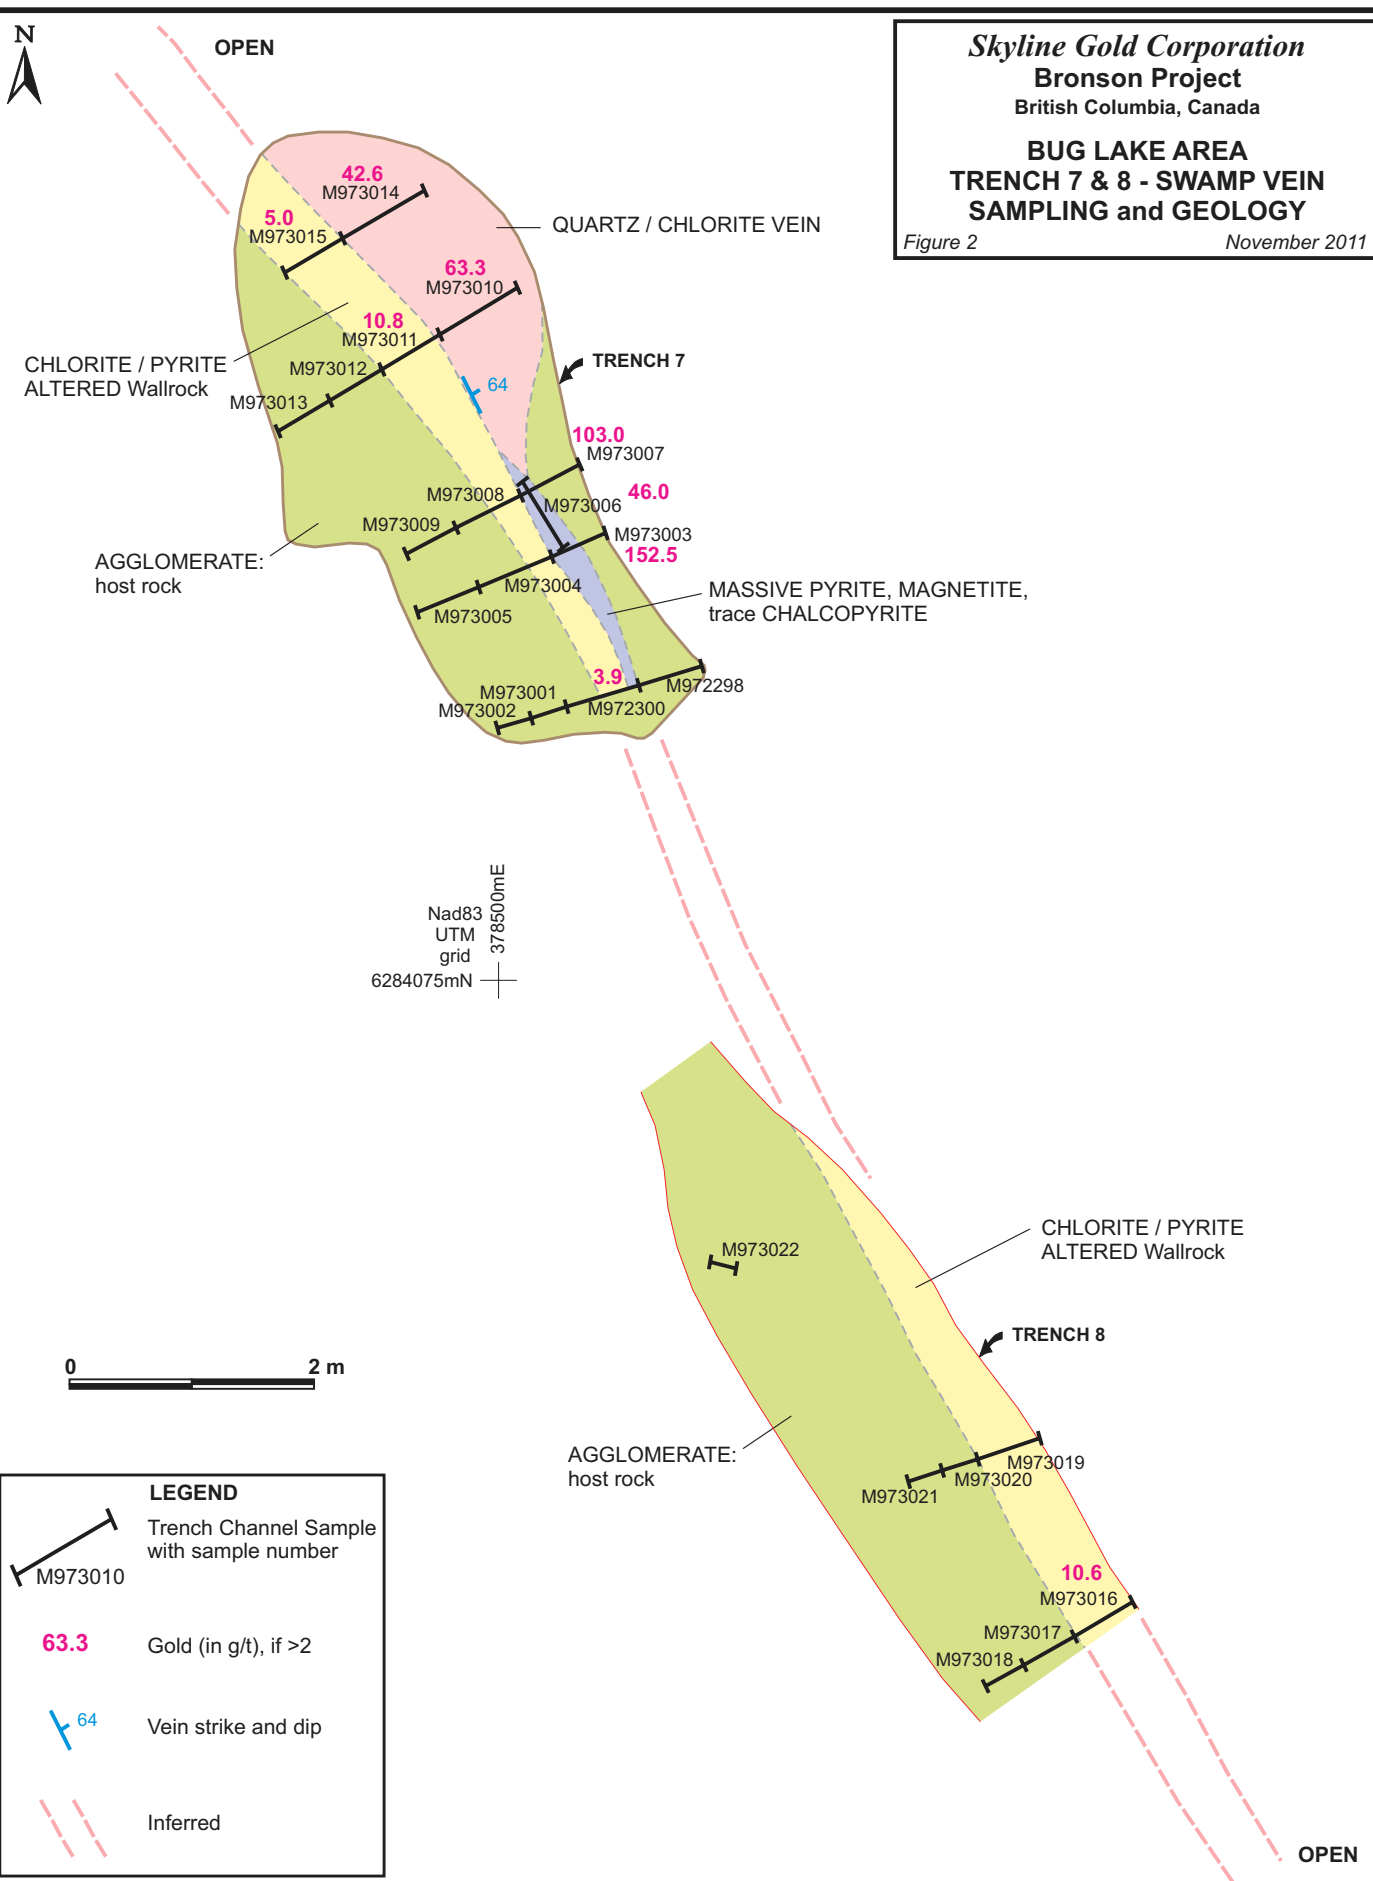 N
OPEN
Skyline Gold Corporation
Bronson Project
British Columbia, Canada
BUG LAKE AREA
TRENCH 7 & 8 - SWAMP VEIN
SAMPLING and GEOLOGY
Figure 2 November 2011
42.6
M973014
5.0
M973015
QUARTZ / CHLORITE VEIN
63.3
M973010
10.8
M973011
CHLORITE / PYRITE
ALTERED Wallrock
M973012
M973013
TRENCH 7
64
103.0
M973007
M973008
46.0
M973006
M973009
M973003
152.5
AGGLOMERATE:
host rock
M973004
M973005
MASSIVE PYRITE, MAGNETITE,
trace CHALCOPYRITE
3.9
M972298
M973001
M972300
M973002
378500mE
Nad83
UTM
grid
6284075mN
M973022
CHLORITE / PYRITE
ALTERED Wallrock
TRENCH 8
0 2 m
AGGLOMERATE:
host rock
M973019
M973020
M973021
10.6
M973016
M973017
M973018
LEGEND
Trench Channel Sample
with sample number
M973010
63.3 Gold (in g/t), if >2
64 Vein strike and dip
Inferred
OPEN